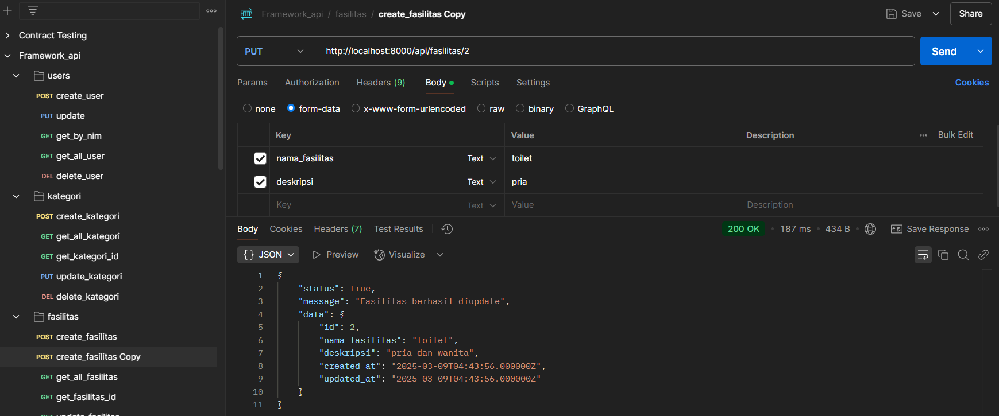 Contract Testing
Framework_api
users
POST create_user
PUT update
GET get_by_nim
GET get_all_user
DEL delete_user
kategori
POST create_kategori
GET get_all_kategori
GET get_kategori_id
PUT update_kategori
DEL delete_kategori
fasilitas
POST create_fasilitas
POST create_fasilitas Copy
GET get_all_fasilitas
GET get_fasilitas_id
HTTP Framework_api / fasilitas / create_fasilitas Copy
Save
Share
PUT http://localhost:8000/api/fasilitas/2
Send
Params Authorization Headers (9) Body Scripts Settings Cookies
none form-data x-www-form-urlencoded raw binary GraphQL
Key Value Description Bulk Edit
nama_fasilitas Text toilet
deskripsi Text pria
Key Text Value Description
Body Cookies Headers (7) Test Results 200 OK 187 ms 434 B e.g. Save Response
{} JSON Preview Visualize
1 {
2 "status": true,
3 "message": "Fasilitas berhasil diupdate",
4 "data": {
5 "id": 2,
6 "nama_fasilitas": "toilet",
7 "deskripsi": "pria dan wanita",
8 "created_at": "2025-03-09T04:43:56.000000Z",
9 "updated_at": "2025-03-09T04:43:56.000000Z"
10 }
11 }